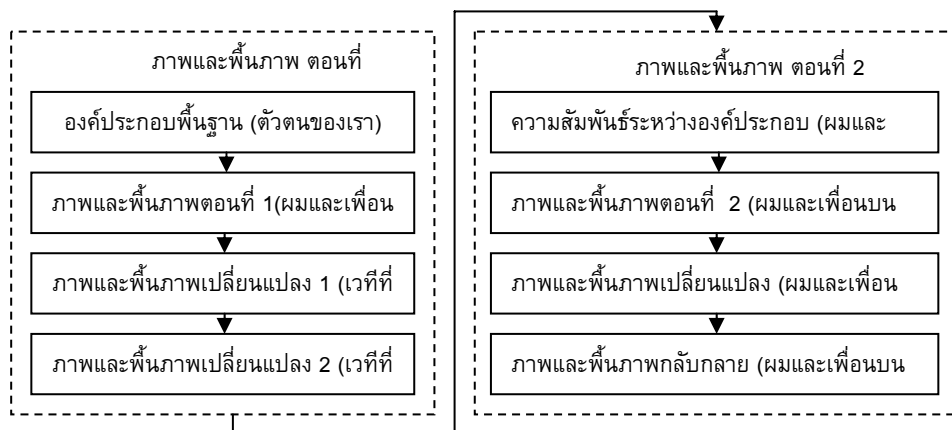 ภาพและพื้นภาพ ตอนที่
องค์ประกอบพื้นฐาน (ตัวตนของเรา)
ภาพและพื้นภาพตอนที่ 1(ผมและเพื่อน
ภาพและพื้นภาพเปลี่ยนแปลง 1 (เวทีที่
ภาพและพื้นภาพเปลี่ยนแปลง 2 (เวทีที่
ภาพและพื้นภาพ ตอนที่ 2
ความสัมพันธ์ระหว่างองค์ประกอบ (ผมและ
ภาพและพื้นภาพตอนที่ 2 (ผมและเพื่อนบน
ภาพและพื้นภาพเปลี่ยนแปลง (ผมและเพื่อน
ภาพและพื้นภาพกลับกลาย (ผมและเพื่อนบน